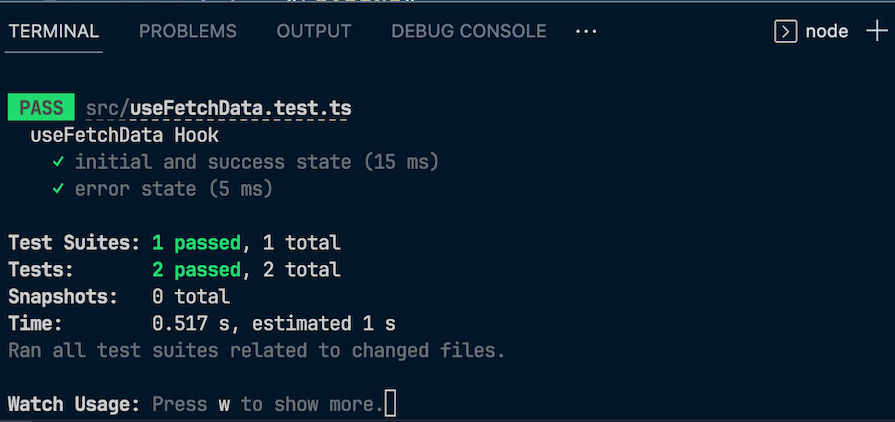 TERMINAL PROBLEMS OUTPUT DEBUG CONSOLE ... node
PASS src/useFetchData.test.ts
useFetchData Hook
✓ initial and success state (15 ms)
✓ error state (5 ms)
Test Suites: 1 passed, 1 total
Tests: 2 passed, 2 total
Snapshots: 0 total
Time: 0.517 s, estimated 1 s
Ran all test suites related to changed files.
Watch Usage: Press w to show more.